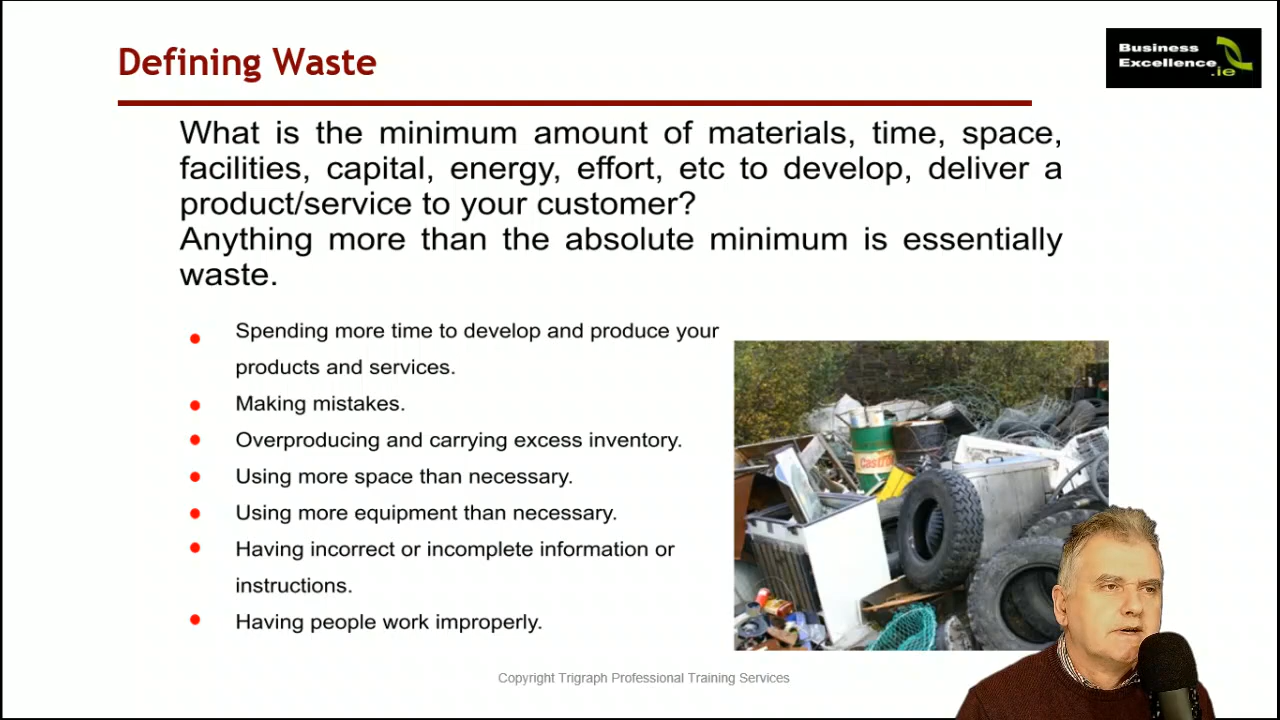 Defining Waste
Business
Excellence
.ie
What is the minimum amount of materials, time, space,
facilities, capital, energy, effort, etc to develop, deliver a
product/service to your customer?
Anything more than the absolute minimum is essentially
waste.
Spending more time to develop and produce your
products and services.
Making mistakes.
Overproducing and carrying excess inventory.
Using more space than necessary.
Using more equipment than necessary.
Having incorrect or incomplete information or
instructions.
Having people work improperly.
Castrol
Copyright Trigraph Professional Training Services